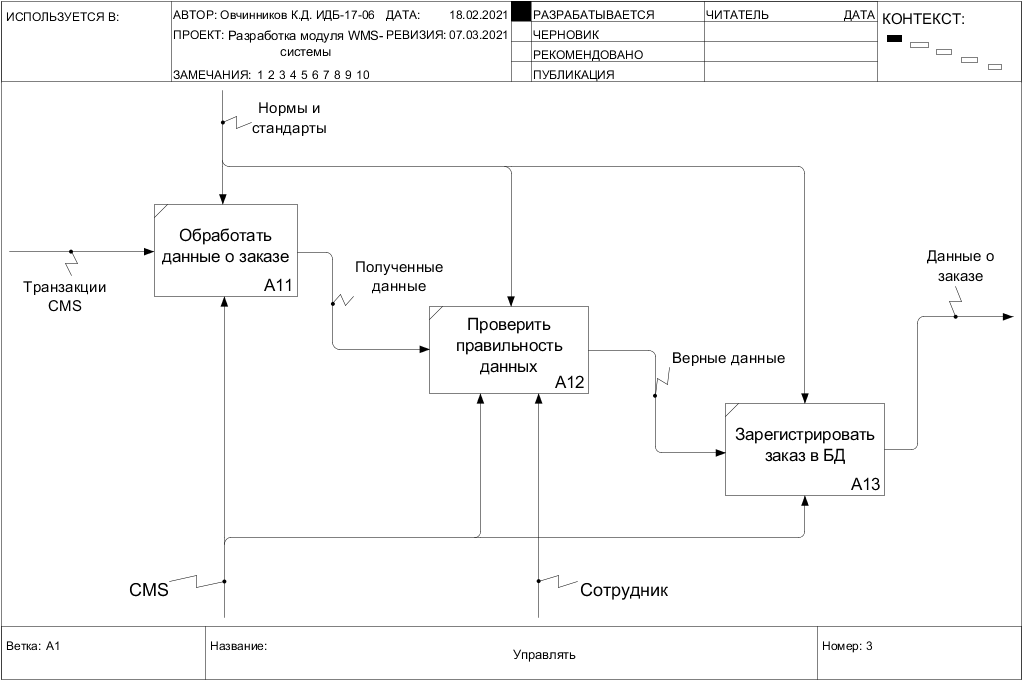 ИСПОЛЬЗУЕТСЯ В:
АВТОР: Овчинников К.Д. ИДБ-17-06 ДАТА: 18.02.2021
ПРОЕКТ: Разработка модуля WMS- РЕВИЗИЯ: 07.03.2021
системы
ЗАМЕЧАНИЯ: 1 2 3 4 5 6 7 8 9 10
РАЗРАБАТЫВАЕТСЯ
ЧЕРНОВИК
РЕКОМЕНДОВАНО
ПУБЛИКАЦИЯ
ЧИТАТЕЛЬ ДАТА
КОНТЕКСТ:
Нормы и
стандарты
Обработать
данные о заказе
A11
Транзакции
CMS
Полученные
данные
Проверить
правильность
данных
A12
Верные данные
Данные о
заказе
Зарегистрировать
заказ в БД
A13
CMS
Сотрудник
Ветка: A1
Название:
Управлять
Номер: 3